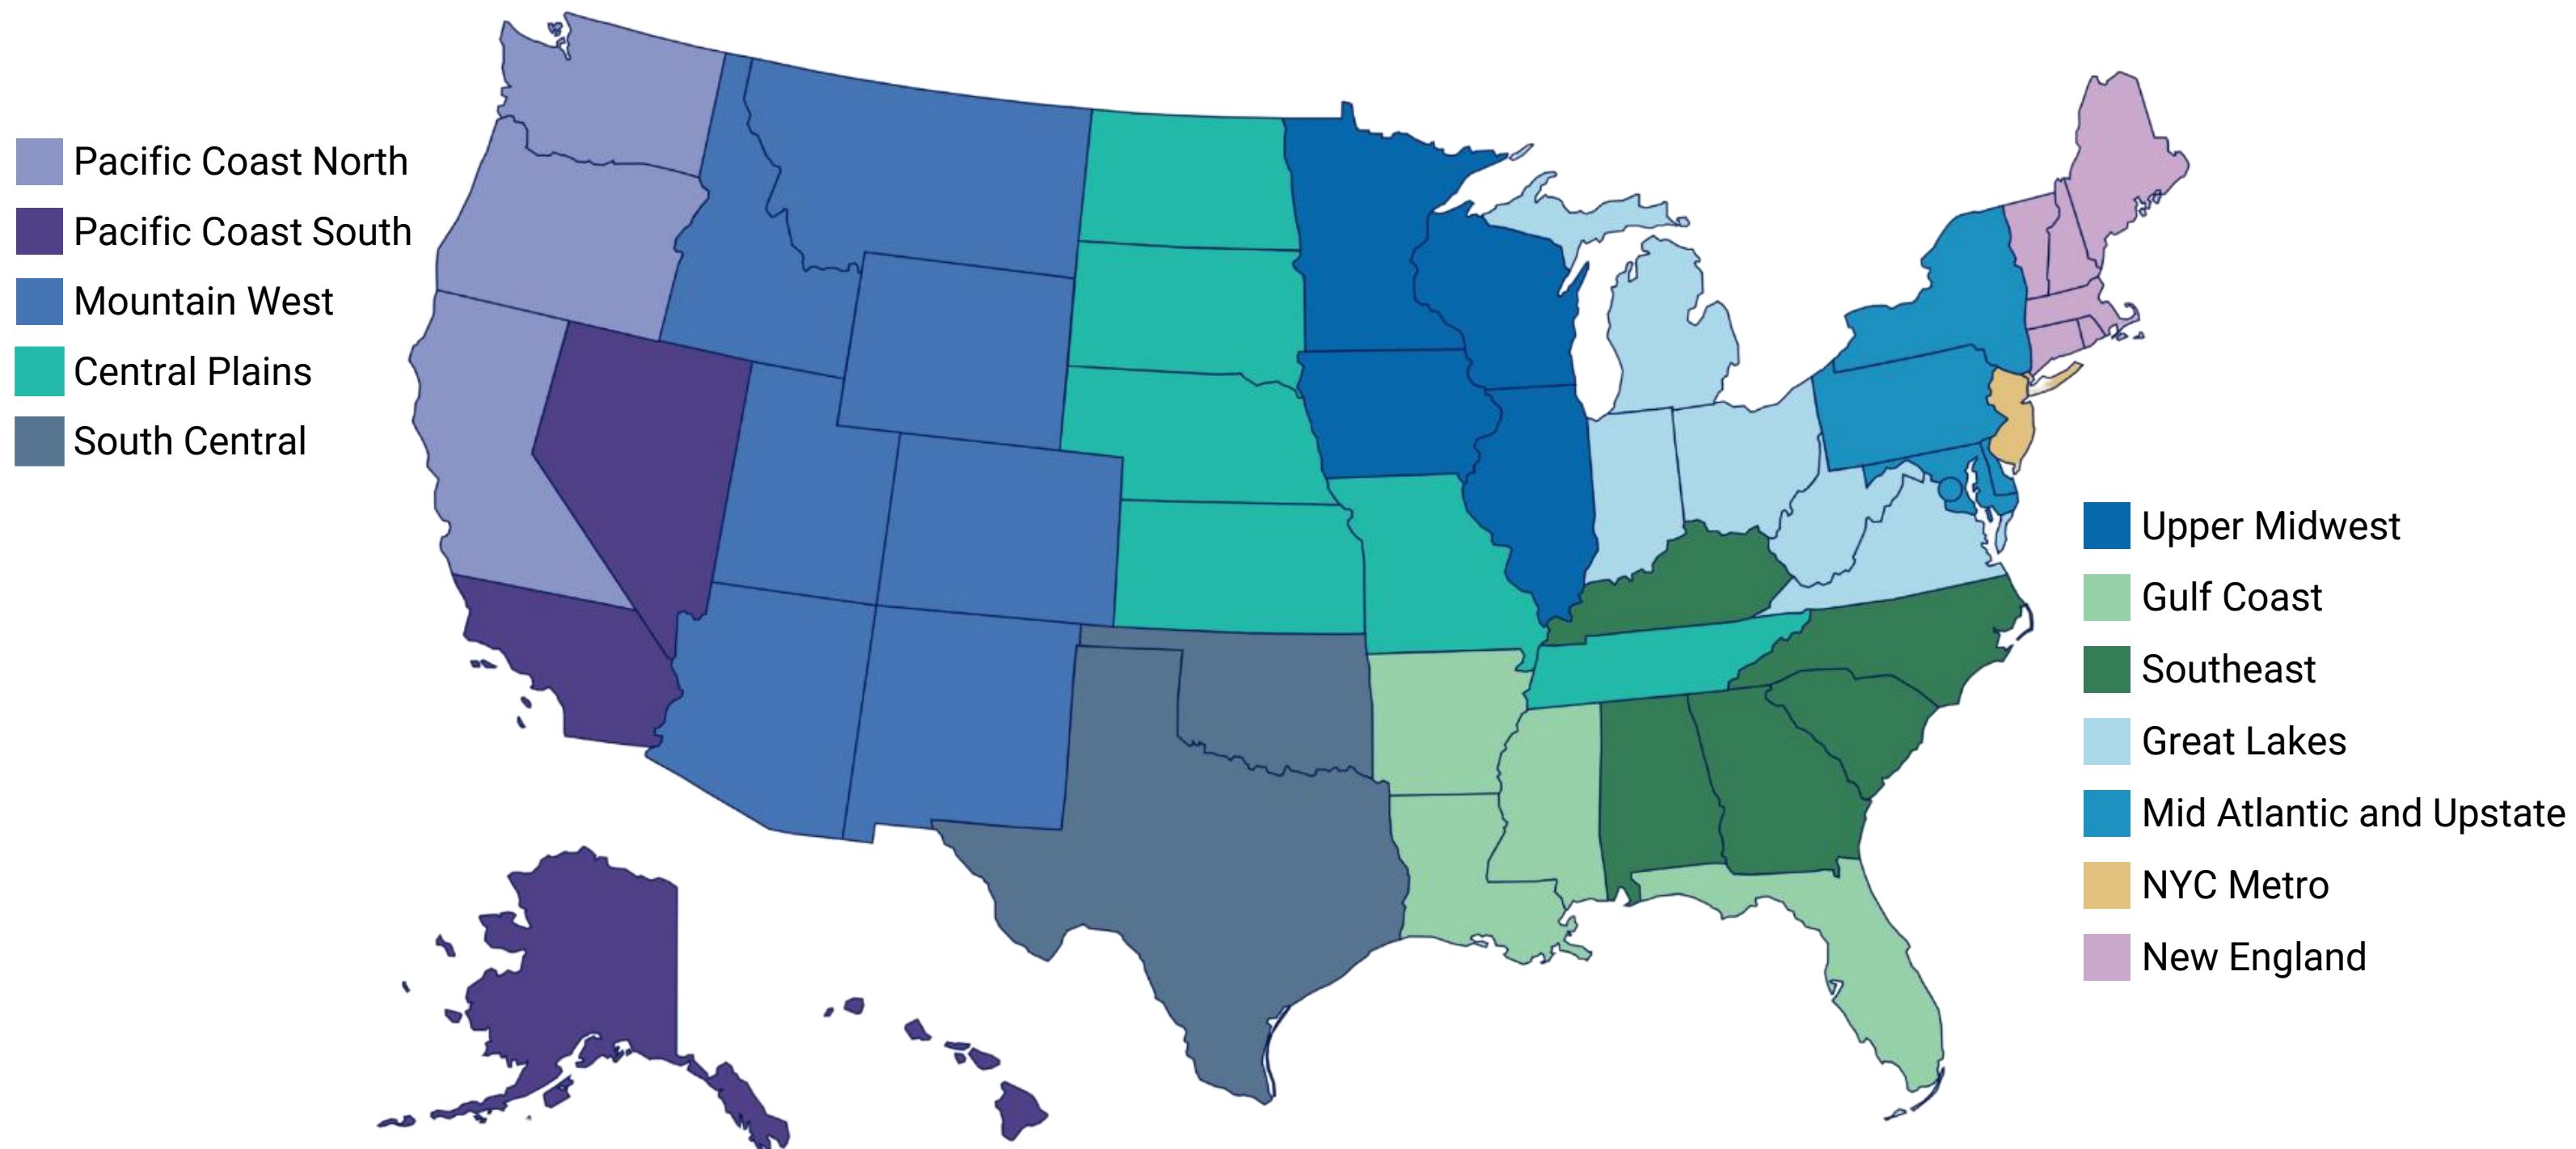 Pacific Coast North
Pacific Coast South
Mountain West
Central Plains
South Central
Upper Midwest
Gulf Coast
Southeast
Great Lakes
Mid Atlantic and Upstate
NYC Metro
New England